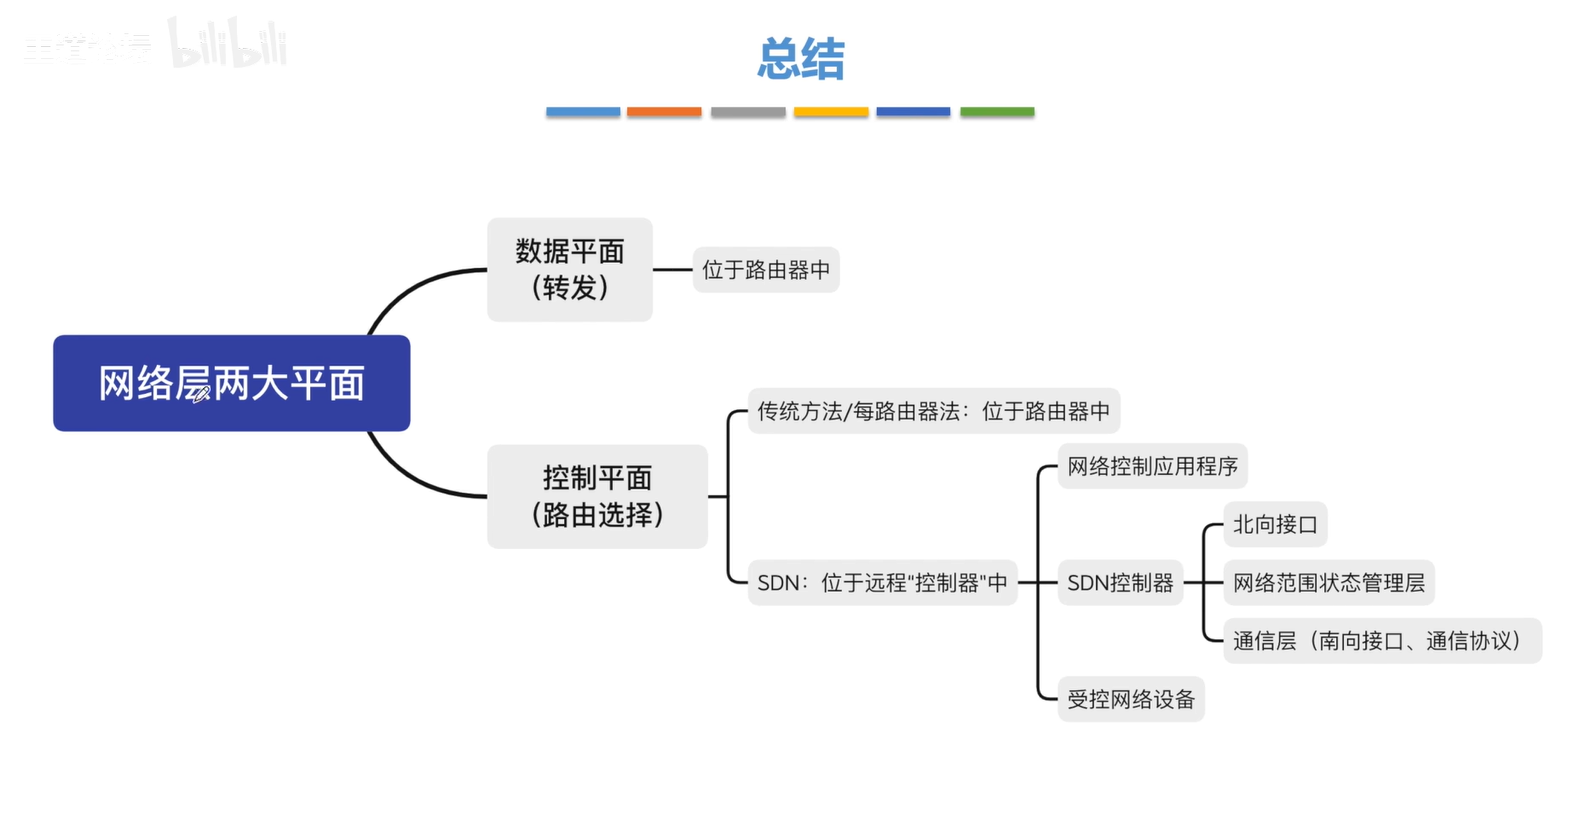 bilibili
总结
数据平面
（转发）
位于路由器中
网络层两大平面
传统方法/每路由器法：位于路由器中
控制平面
（路由选择）
网络控制应用程序
北向接口
SDN：位于远程"控制器"中
SDN控制器
网络范围状态管理层
通信层（南向接口、通信协议）
受控网络设备